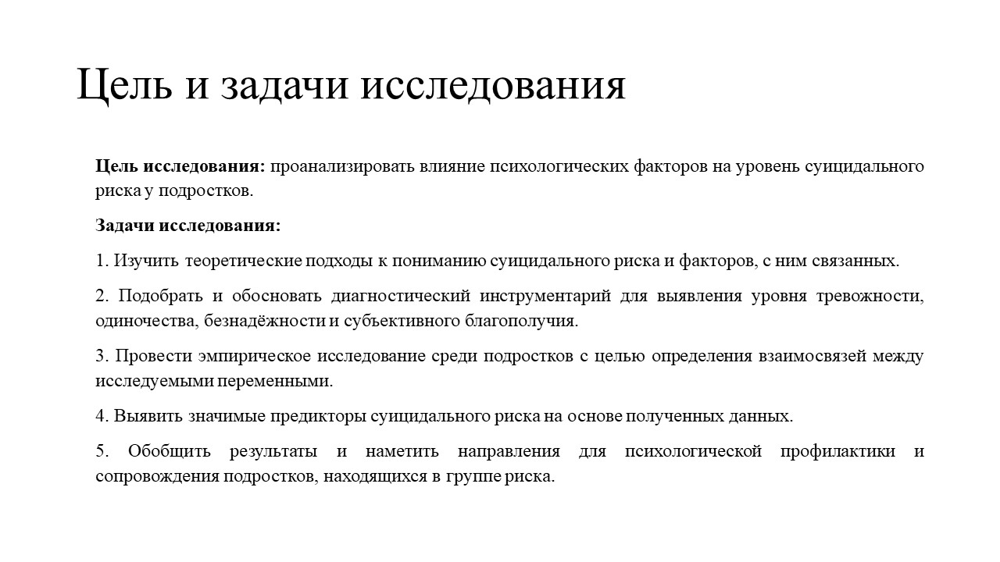 Цель и задачи исследования
Цель исследования: проанализировать влияние психологических факторов на уровень суицидального
риска у подростков.
Задачи исследования:
1. Изучить теоретические подходы к пониманию суицидального риска и факторов, с ним связанных.
2. Подобрать и обосновать диагностический инструментарий для выявления уровня тревожности,
одиночества, безнадёжности и субъективного благополучия.
3. Провести эмпирическое исследование среди подростков с целью определения взаимосвязей между
исследуемыми переменными.
4. Выявить значимые предикторы суицидального риска на основе полученных данных.
5. Обобщить результаты и наметить направления для психологической профилактики и
сопровождения подростков, находящихся в группе риска.